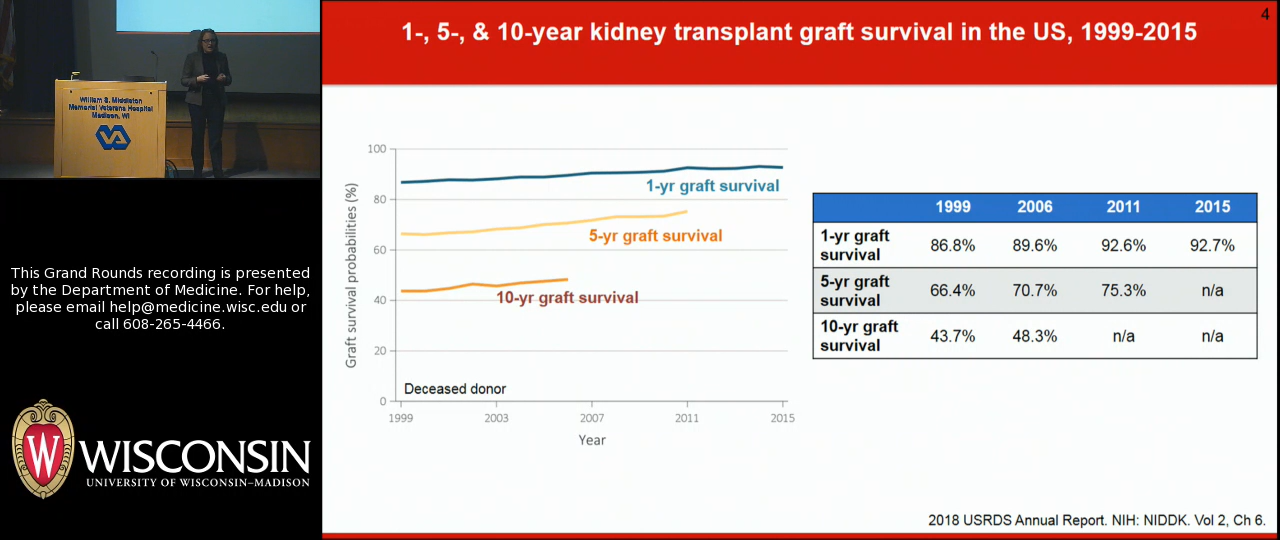 William S. Middleton
Memorial Veterans Hospital
Madison, WI
VA
This Grand Rounds recording is presented
by the Department of Medicine. For help,
please email help@medicine.wisc.edu or
call 608-265-4466.
W
WISCONSIN
UNIVERSITY OF WISCONSIN–MADISON
4
1-, 5-, & 10-year kidney transplant graft survival in the US, 1999-2015
Graft survival probabilities (%)
100
80
60
40
20
0
1-yr graft survival
5-yr graft survival
10-yr graft survival
Deceased donor
1999 2003 2007 2011 2015
Year
1999 2006 2011 2015
1-yr graft
survival 86.8% 89.6% 92.6% 92.7%
5-yr graft
survival 66.4% 70.7% 75.3% n/a
10-yr graft
survival 43.7% 48.3% n/a n/a
2018 USRDS Annual Report. NIH: NIDDK. Vol 2, Ch 6.